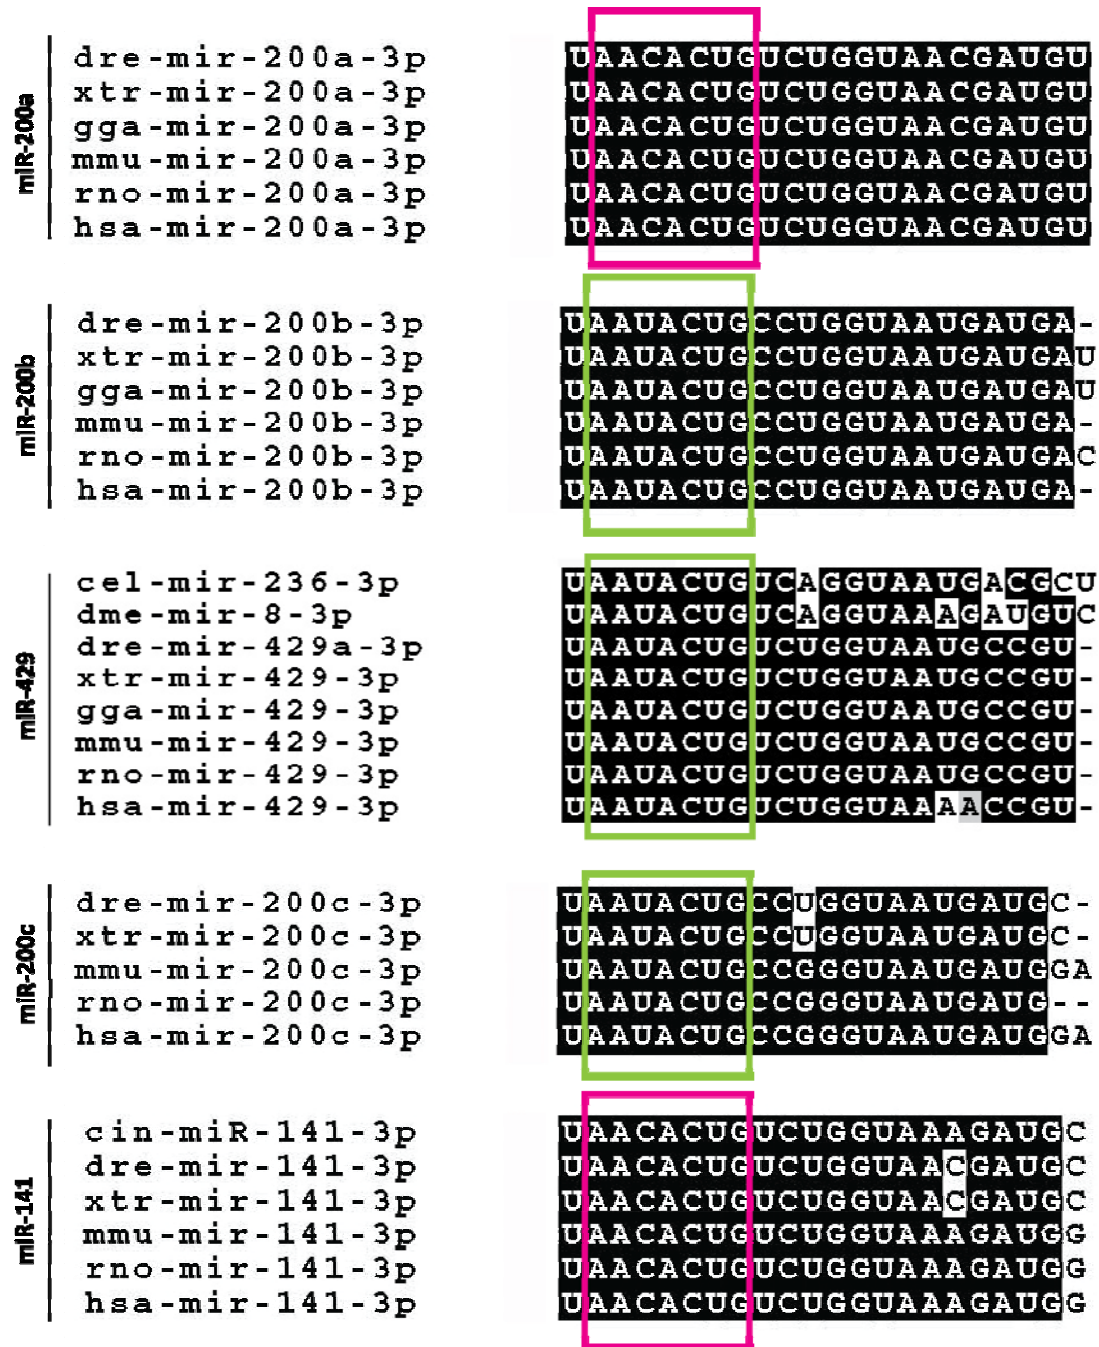 miR-200a
dre-mir-200a-3p UAACACUGUCUGGUAACGAUGU
xtr-mir-200a-3p UAACACUGUCUGGUAACGAUGU
gga-mir-200a-3p UAACACUGUCUGGUAACGAUGU
mmu-mir-200a-3p UAACACUGUCUGGUAACGAUGU
rno-mir-200a-3p UAACACUGUCUGGUAACGAUGU
hsa-mir-200a-3p UAACACUGUCUGGUAACGAUGU
miR-200b
dre-mir-200b-3p UAAUACUGCCUGGUAAUGAUGA-
xtr-mir-200b-3p UAAUACUGCCUGGUAAUGAUGAU
gga-mir-200b-3p UAAUACUGCCUGGUAAUGAUGAU
mmu-mir-200b-3p UAAUACUGCCUGGUAAUGAUGA-
rno-mir-200b-3p UAAUACUGCCUGGUAAUGAUGAC
hsa-mir-200b-3p UAAUACUGCCUGGUAAUGAUGA-
miR-429
cel-mir-236-3p UAAUACUGUCAGGUAAUGACGCU
dme-mir-8-3p UAAUACUGUCAGGUAAAGAUGUC
dre-mir-429a-3p UAAUACUGUCUGGUAAUGCCGU-
xtr-mir-429-3p UAAUACUGUCUGGUAAUGCCGU-
gga-mir-429-3p UAAUACUGUCUGGUAAUGCCGU-
mmu-mir-429-3p UAAUACUGUCUGGUAAUGCCGU-
rno-mir-429-3p UAAUACUGUCUGGUAAUGCCGU-
hsa-mir-429-3p UAAUACUGUCUGGUAAAACCGU-
miR-200c
dre-mir-200c-3p UAAUACUGCCUGGUAAUGAUGC-
xtr-mir-200c-3p UAAUACUGCCUGGUAAUGAUGC-
mmu-mir-200c-3p UAAUACUGCCGGGUAAUGAUGGA
rno-mir-200c-3p UAAUACUGCCGGGUAAUGAUG--
hsa-mir-200c-3p UAAUACUGCCGGGUAAUGAUGGA
miR-141
cin-miR-141-3p UAACACUGUCUGGUAAAGAUGC
dre-mir-141-3p UAACACUGUCUGGUAACGAUGC
xtr-mir-141-3p UAACACUGUCUGGUAACGAUGC
mmu-mir-141-3p UAACACUGUCUGGUAAAGAUGG
rno-mir-141-3p UAACACUGUCUGGUAAAGAUGG
hsa-mir-141-3p UAACACUGUCUGGUAAAGAUGG